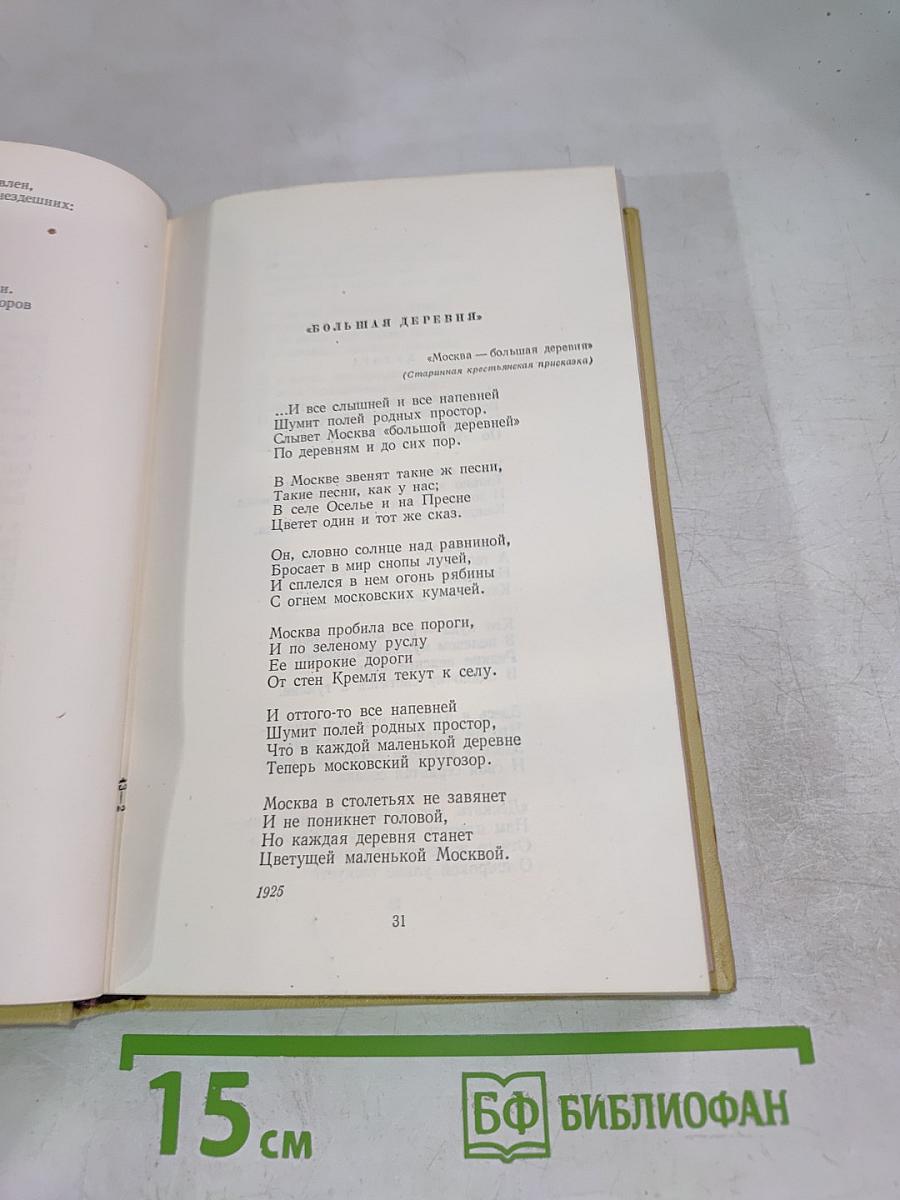 влен,
нездешних:
и.
оров
«БОЛЬШАЯ ДЕРЕВНЯ»
«Москва — большая деревня»
(Старинная крестьянская присказка)
...И все слышней и все напевней
Шумит полей родных простор.
Слывет Москва «большой деревней»
По деревням и до сих пор.
В Москве звенят такие ж песни,
Такие песни, как у нас;
В селе Оселье и на Пресне
Цветет один и тот же сказ.
Он, словно солнце над равниной,
Бросает в мир снопы лучей,
И сплелся в нем огонь рябины
С огнем московских кумачей.
Москва пробила все пороги,
И по зеленому руслу
Ее широкие дороги
От стен Кремля текут к селу.
И оттого-то все напевней
Шумит полей родных простор,
Что в каждой маленькой деревне
Теперь московский кругозор.
Москва в столетьях не завянет
И не поникнет головой,
Но каждая деревня станет
Цветущей маленькой Москвой.
1925
31
15 см
БФ БИБЛИОФАН